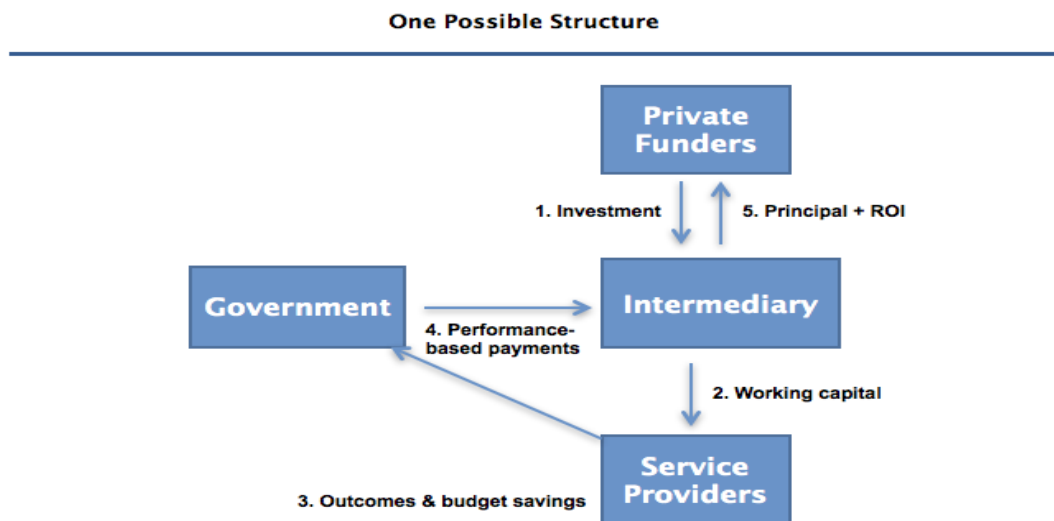 One Possible Structure
Private
Funders
1. Investment
5. Principal + ROI
Government
Intermediary
4. Performance-
based payments
2. Working capital
Service
Providers
3. Outcomes & budget savings